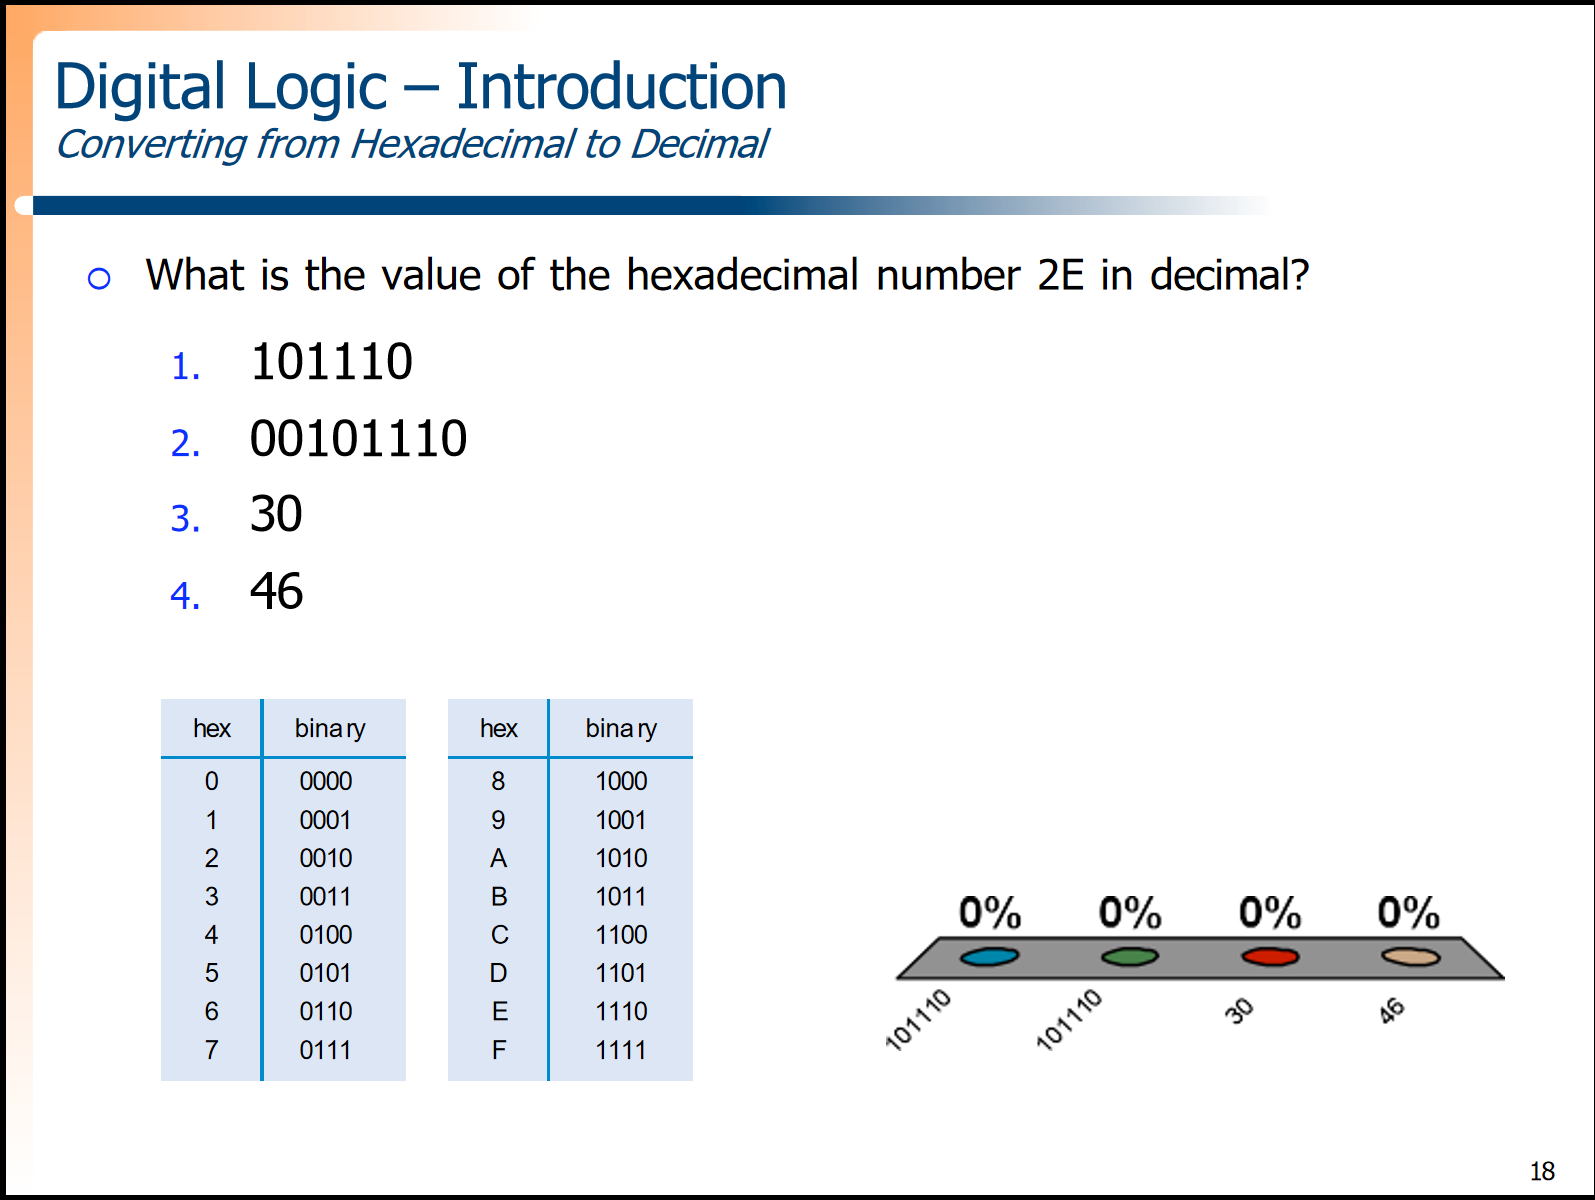 Digital Logic – Introduction
Converting from Hexadecimal to Decimal
What is the value of the hexadecimal number 2E in decimal?
1. 101110
2. 00101110
3. 30
4. 46
hex binary
0 0000
1 0001
2 0010
3 0011
4 0100
5 0101
6 0110
7 0111
hex binary
8 1000
9 1001
A 1010
B 1011
C 1100
D 1101
E 1110
F 1111
0% 0% 0% 0%
101110 101110 30 46
18